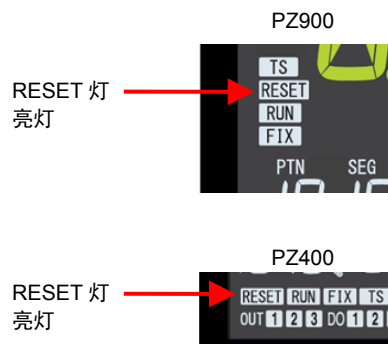 PZ900
TS
RESET 灯
亮灯
RESET
RUN
FIX
PTN SEG
PZ400
RESET 灯
亮灯
RESET RUN FIX TS
OUT 1 2 3 DO 1 2